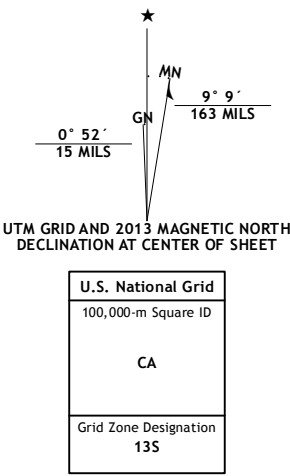 ★
MN
GN
9° 9´
163 MILS
0° 52´
15 MILS
UTM GRID AND 2013 MAGNETIC NORTH
DECLINATION AT CENTER OF SHEET
U.S. National Grid
100,000-m Square ID
CA
Grid Zone Designation
13S